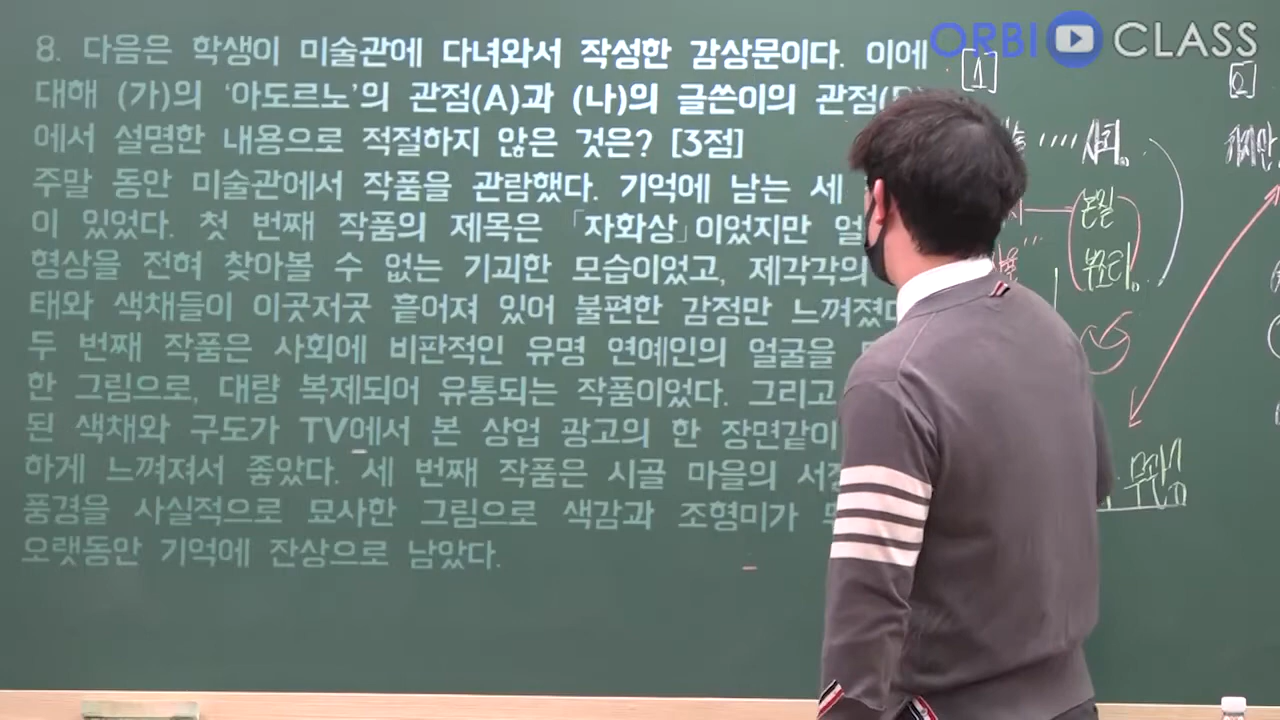 ORBI CLASS
8. 다음은 학생이 미술관에 다녀와서 작성한 감상문이다. 이에
대해 (가)의 ‘아도르노’의 관점(A)과 (나)의 글쓴이의
에서 설명한 내용으로 적절하지 않은 것은? [3점]
주말 동안 미술관에서 작품을 관람했다. 기억에 남는 세
이 있었다. 첫 번째 작품의 제목은 「자화상」이었지만
형상을 전혀 찾아볼 수 없는 기괴한 모습이었고, 제각각의
태와 색채들이 이곳저곳 흩어져 있어 불편한 감정만
두 번째 작품은 사회에 비판적인 유명 연예인의 얼굴을
한 그림으로, 대량 복제되어 유통되는 작품이었다. 그리고
된 색채와 구도가 TV에서 본 상업 광고의 한 장면같이
하게 느껴져서 좋았다. 세 번째 작품은 시골 마을의
풍경을 사실적으로 묘사한 그림으로 색감과 조형미가
오랫동안 기억에 잔상으로 남았다.
[1]
사회
본질
부조리
[2]
하지만